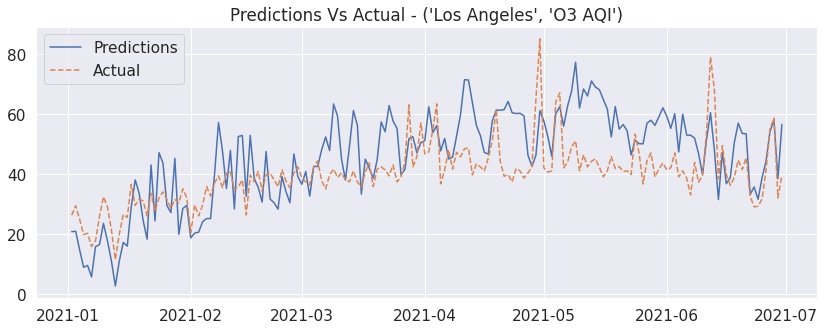 Predictions Vs Actual - ('Los Angeles', 'O3 AQI')
Predictions
Actual
80
60
40
20
0
2021-01 2021-02 2021-03 2021-04 2021-05 2021-06 2021-07